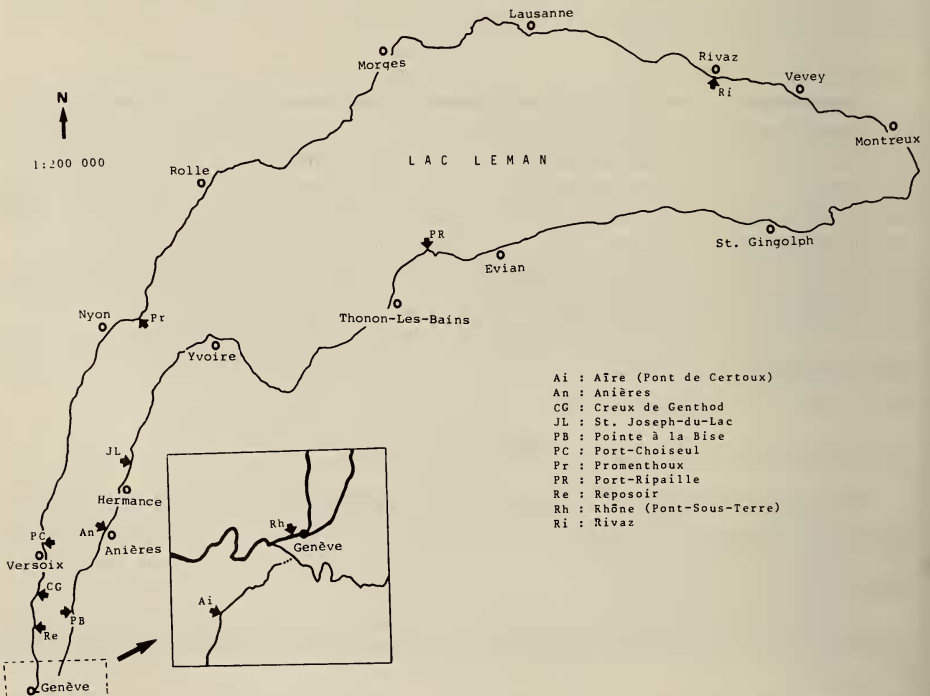 Lausanne
Morges
Rivaz
Ri
Vevey
Montreux
N
1:200 000
LAC LEMAN
Rolle
PR
Evian
St. Gingolph
Nyon
Pr
Thonon-Les-Bains
Yvoire
JL
Hermance
An
Anières
PC
Versoix
CG
PB
Re
Genève
Rh
Genève
Ai
Ai : Aïre (Pont de Certoux)
An : Anières
CG : Creux de Genthod
JL : St. Joseph-du-Lac
PB : Pointe à la Bise
PC : Port-Choiseul
Pr : Promenthoux
PR : Port-Ripaille
Re : Reposoir
Rh : Rhône (Pont-Sous-Terre)
Ri : Rivaz